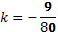 k = -9/80